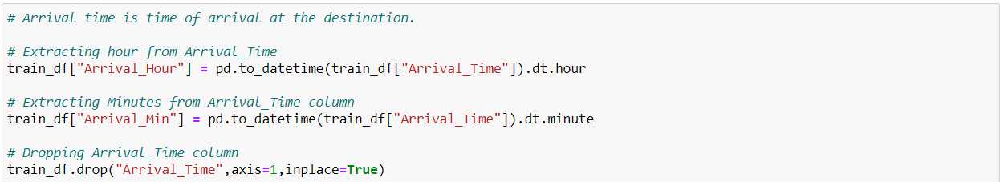 # Arrival time is time of arrival at the destination.
# Extracting hour from Arrival_Time
train_df["Arrival_Hour"] = pd.to_datetime(train_df["Arrival_Time"]).dt.hour
# Extracting Minutes from Arrival_Time column
train_df["Arrival_Min"] = pd.to_datetime(train_df["Arrival_Time"]).dt.minute
# Dropping Arrival_Time column
train_df.drop("Arrival_Time",axis=1,inplace=True)